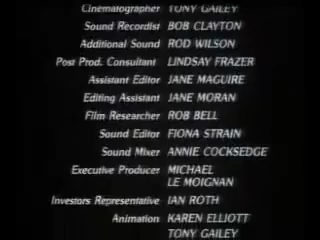 Cinematographer TONY GAILEY
Sound Recordist BOB CLAYTON
Additional Sound ROD WILSON
Post Prod. Consultant LINDSAY FRAZER
Assistant Editor JANE MAGUIRE
Editing Assistant JANE MORAN
Film Researcher ROB BELL
Sound Editor FIONA STRAIN
Sound Mixer ANNIE COCKSEDGE
Executive Producer MICHAEL
LE MOIGNAN
Investors Representative IAN ROTH
Animation KAREN ELLIOTT
TONY GAILEY